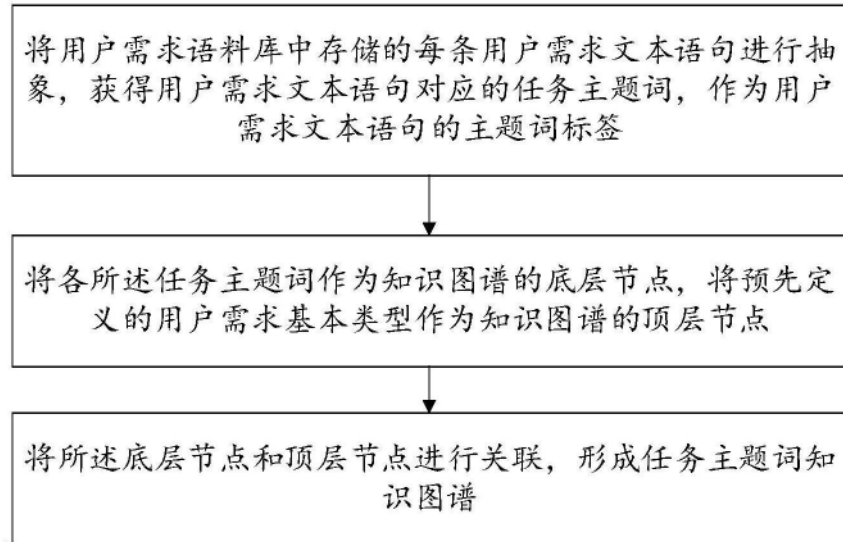 将用户需求语料库中存储的每条用户需求文本语句进行抽
象，获得用户需求文本语句对应的任务主题词，作为用户
需求文本语句的主题词标签
将各所述任务主题词作为知识图谱的底层节点，将预先定
义的用户需求基本类型作为知识图谱的顶层节点
将所述底层节点和顶层节点进行关联，形成任务主题词知
识图谱